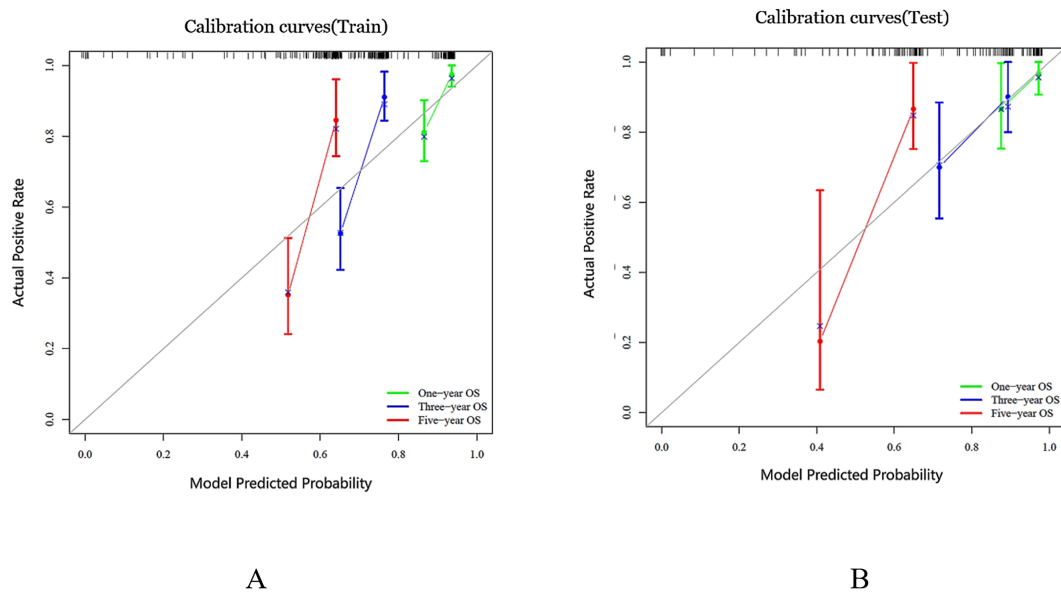 Calibration curves(Train)
Actual Positive Rate
1.0
0.8
0.6
0.4
0.2
0.0
One−year OS
Three−year OS
Five−year OS
0.0 0.2 0.4 0.6 0.8 1.0
Model Predicted Probability
A
Calibration curves(Test)
Actual Positive Rate
1.0
0.8
0.6
0.4
0.2
0.0
One−year OS
Three−year OS
Five−year OS
0.0 0.2 0.4 0.6 0.8 1.0
Model Predicted Probability
B